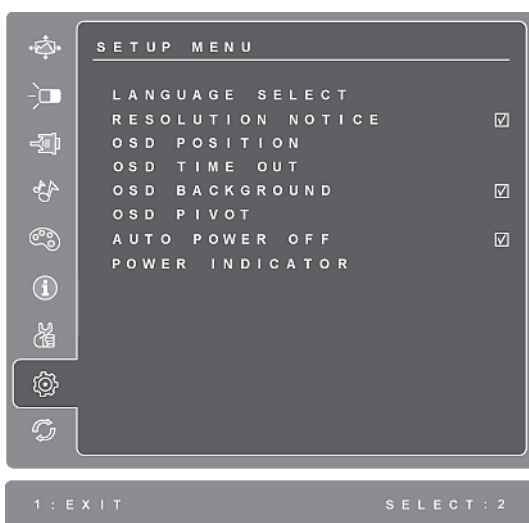 SETUP MENU
LANGUAGE SELECT
RESOLUTION NOTICE
OSD POSITION
OSD TIME OUT
OSD BACKGROUND
OSD PIVOT
AUTO POWER OFF
POWER INDICATOR
1:EXIT SELECT:2